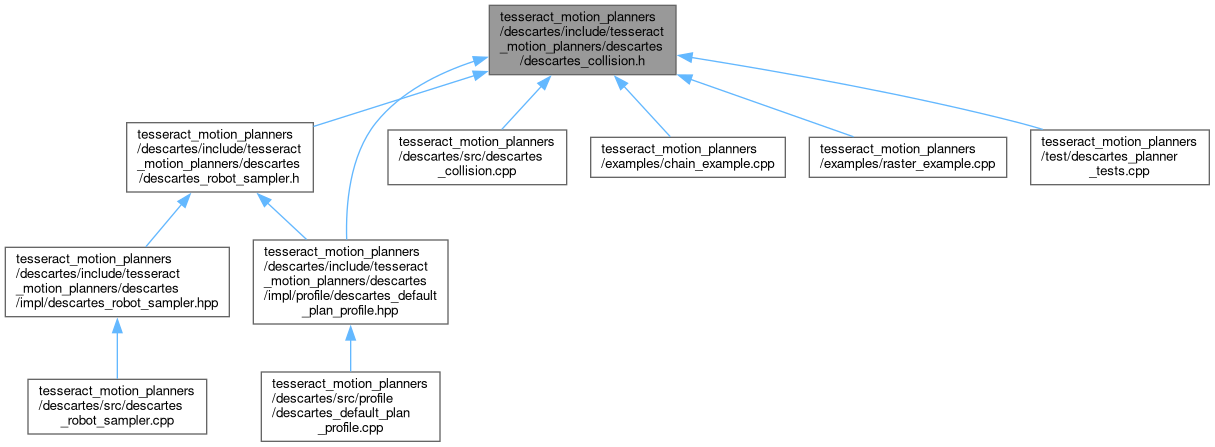 tesseract_motion_planners
/descartes/include/tesseract
_motion_planners/descartes
/descartes_collision.h
tesseract_motion_planners
/descartes/include/tesseract
_motion_planners/descartes
/descartes_robot_sampler.h
tesseract_motion_planners
/descartes/src/descartes
_collision.cpp
tesseract_motion_planners
/examples/chain_example.cpp
tesseract_motion_planners
/examples/raster_example.cpp
tesseract_motion_planners
/test/descartes_planner
_tests.cpp
tesseract_motion_planners
/descartes/include/tesseract
_motion_planners/descartes
/impl/descartes_robot_sampler.hpp
tesseract_motion_planners
/descartes/include/tesseract
_motion_planners/descartes
/impl/profile/descartes_default
_plan_profile.hpp
tesseract_motion_planners
/descartes/src/descartes
_robot_sampler.cpp
tesseract_motion_planners
/descartes/src/profile
/descartes_default_plan
_profile.cpp